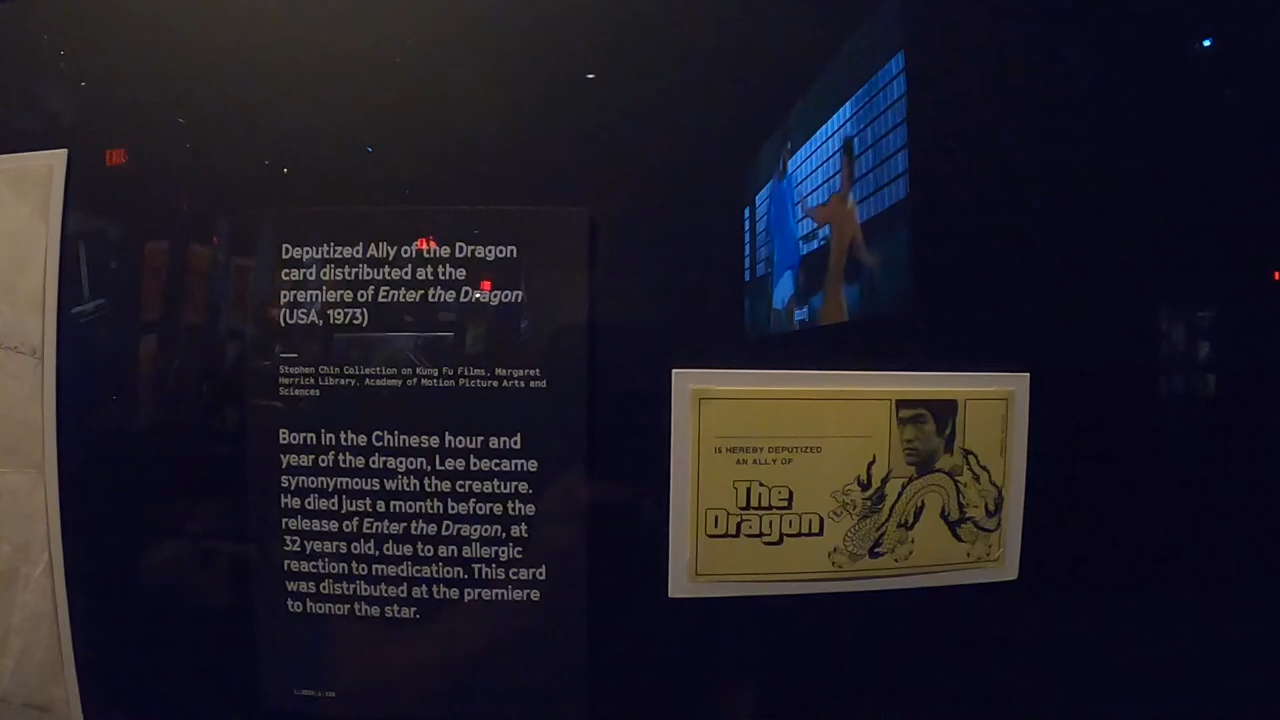 EXIT
Deputized Ally of the Dragon
card distributed at the
premiere of Enter the Dragon
(USA, 1973)
Stephen Chin Collection on Kung Fu Films, Margaret
Herrick Library, Academy of Motion Picture Arts and
Sciences
Born in the Chinese hour and
year of the dragon, Lee became
synonymous with the creature.
He died just a month before the
release of Enter the Dragon, at
32 years old, due to an allergic
reaction to medication. This card
was distributed at the premiere
to honor the star.
IS HEREBY DEPUTIZED
AN ALLY OF
The
Dragon